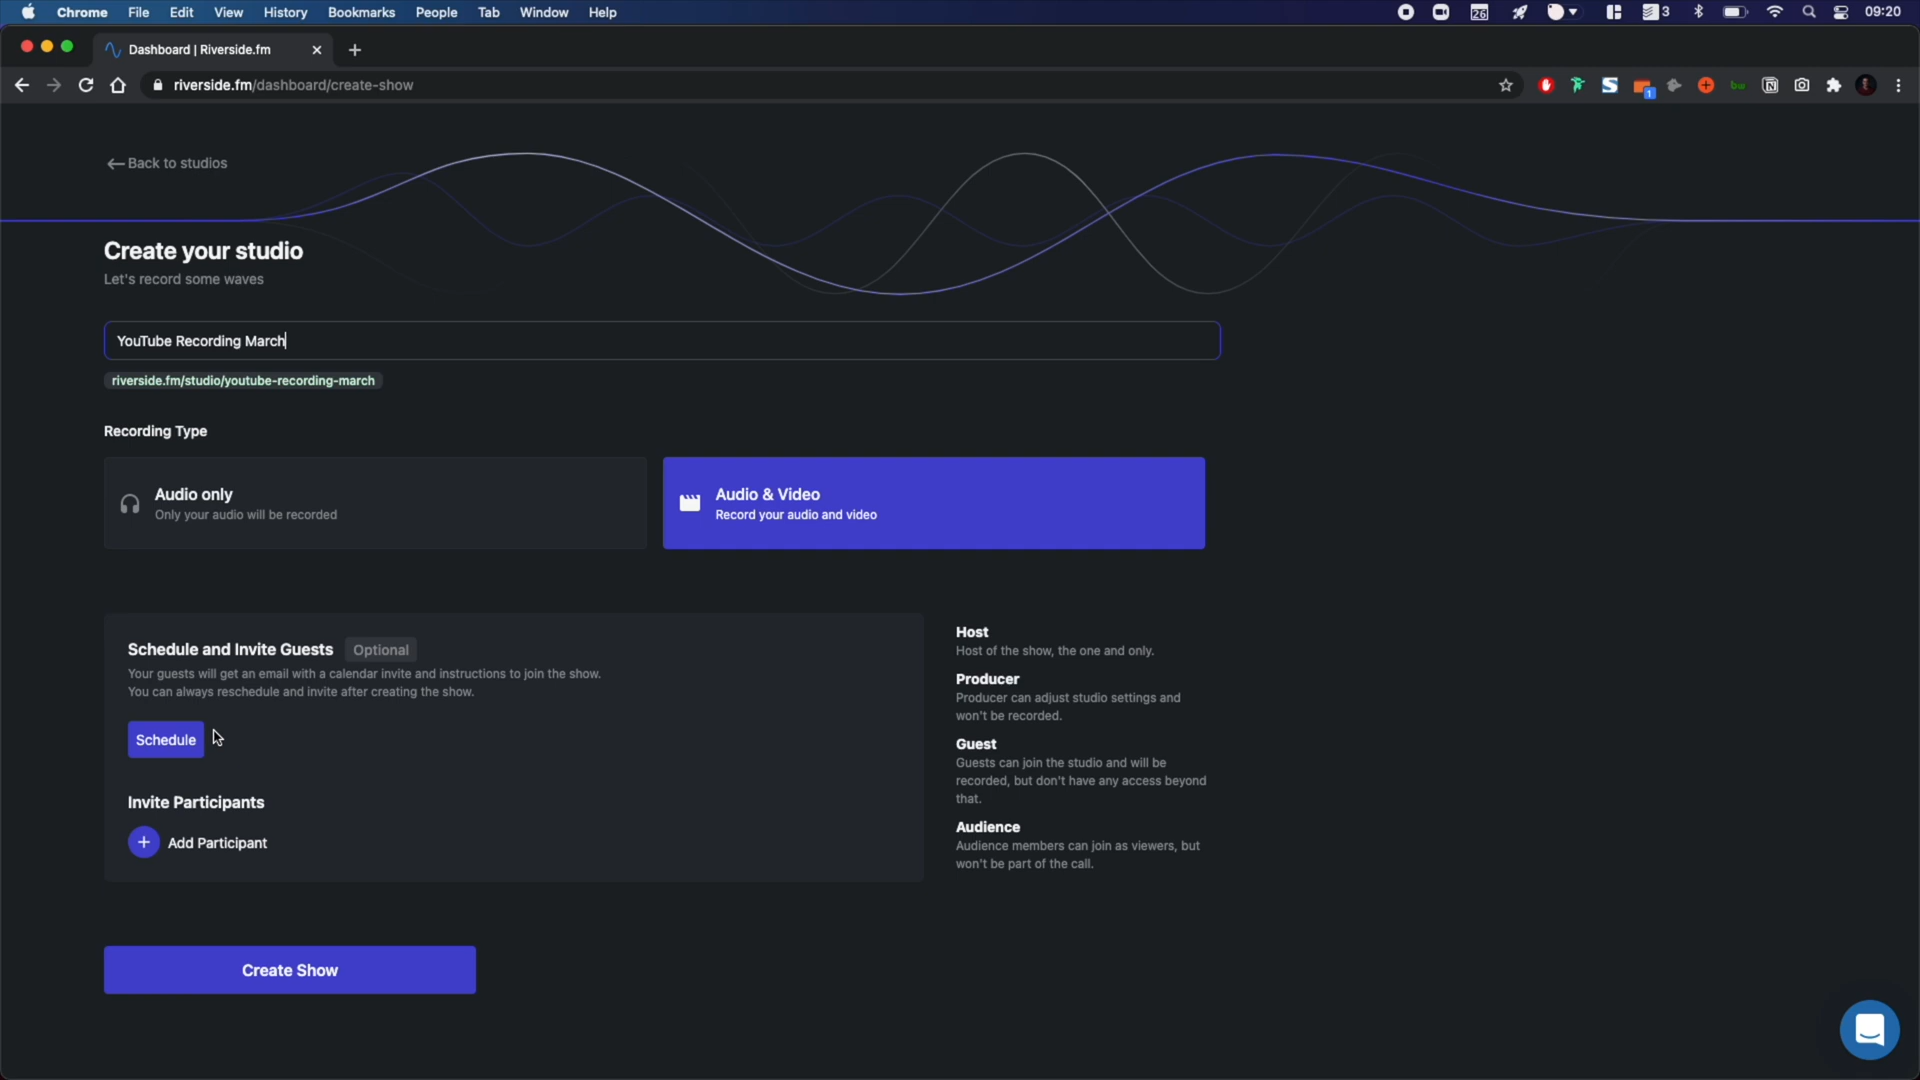 Chrome File Edit View History Bookmarks People Tab Window Help 26 3 09:20
Dashboard | Riverside.fm
riverside.fm/dashboard/create-show
1 bw
Back to studios
Create your studio
Let's record some waves
YouTube Recording March
riverside.fm/studio/youtube-recording-march
Recording Type
Audio only
Only your audio will be recorded
Audio & Video
Record your audio and video
Schedule and Invite Guests Optional
Your guests will get an email with a calendar invite and instructions to join the show.
You can always reschedule and invite after creating the show.
Schedule
Invite Participants
+ Add Participant
Host
Host of the show, the one and only.
Producer
Producer can adjust studio settings and
won't be recorded.
Guest
Guests can join the studio and will be
recorded, but don't have any access beyond
that.
Audience
Audience members can join as viewers, but
won't be part of the call.
Create Show